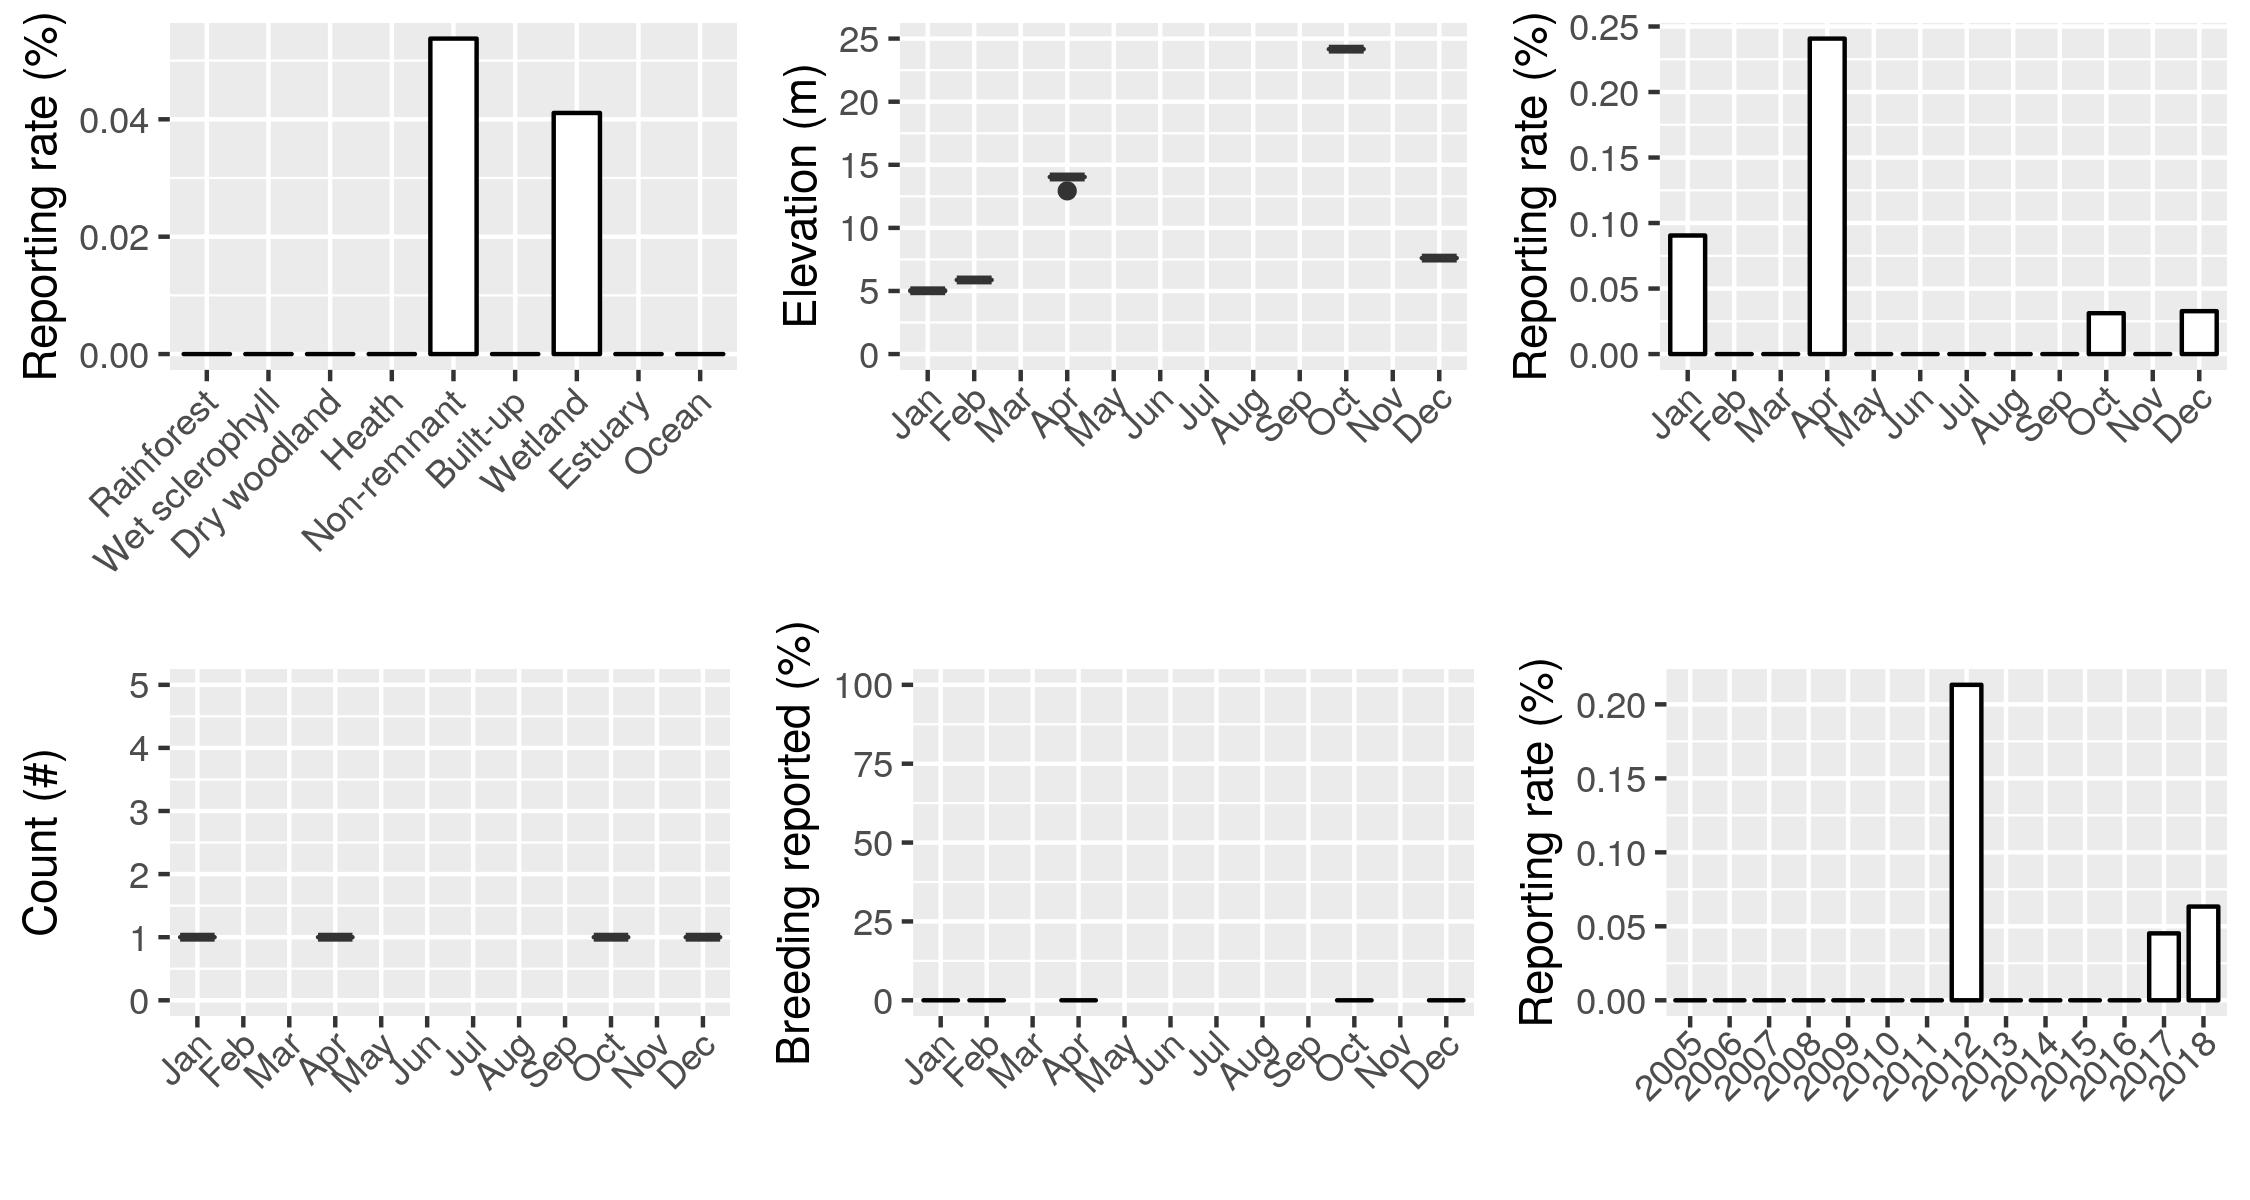 Reporting rate (%)
0.04
0.02
0.00
Rainforest
Wet sclerophyll
Dry woodland
Heath
Non-remnant
Built-up
Wetland
Estuary
Ocean
Elevation (m)
25
20
15
10
5
0
Jan
Feb
Mar
Apr
May
Jun
Jul
Aug
Sep
Oct
Nov
Dec
Reporting rate (%)
0.25
0.20
0.15
0.10
0.05
0.00
Jan
Feb
Mar
Apr
May
Jun
Jul
Aug
Sep
Oct
Nov
Dec
Count (#)
5
4
3
2
1
0
Jan
Feb
Mar
Apr
May
Jun
Jul
Aug
Sep
Oct
Nov
Dec
Breeding reported (%)
100
75
50
25
0
Jan
Feb
Mar
Apr
May
Jun
Jul
Aug
Sep
Oct
Nov
Dec
Reporting rate (%)
0.20
0.15
0.10
0.05
0.00
2005
2006
2007
2008
2009
2010
2011
2012
2013
2014
2015
2016
2017
2018